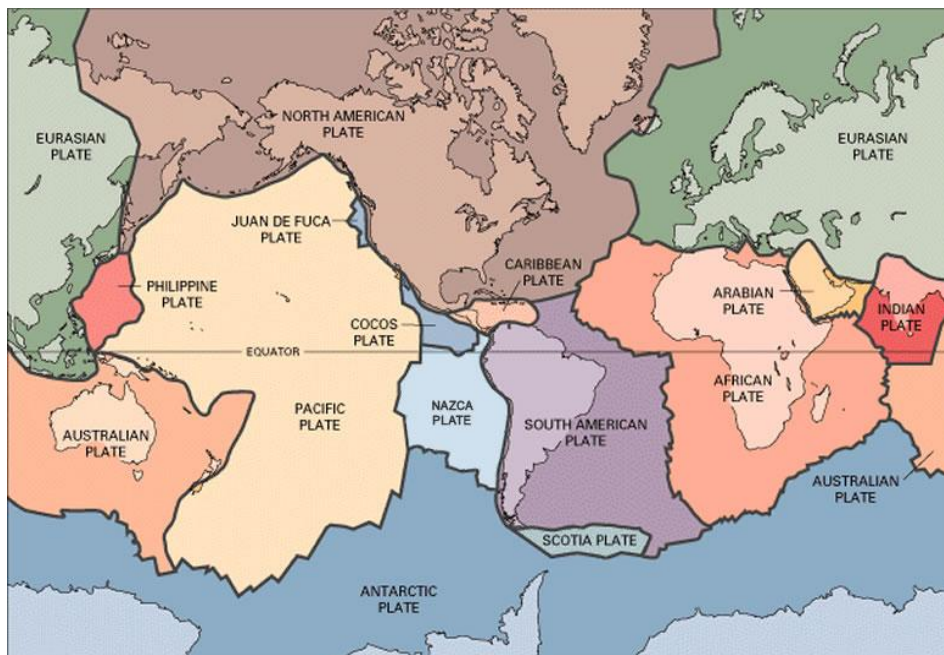 NORTH AMERICAN
PLATE
EURASIAN
PLATE
EURASIAN
PLATE
JUAN DE FUCA
PLATE
CARIBBEAN
PLATE
PHILIPPINE
PLATE
ARABIAN
PLATE
INDIAN
PLATE
COCOS
PLATE
EQUATOR
AFRICAN
PLATE
PACIFIC
PLATE
NAZCA
PLATE
SOUTH AMERICAN
PLATE
AUSTRALIAN
PLATE
AUSTRALIAN
PLATE
SCOTIA PLATE
ANTARCTIC
PLATE